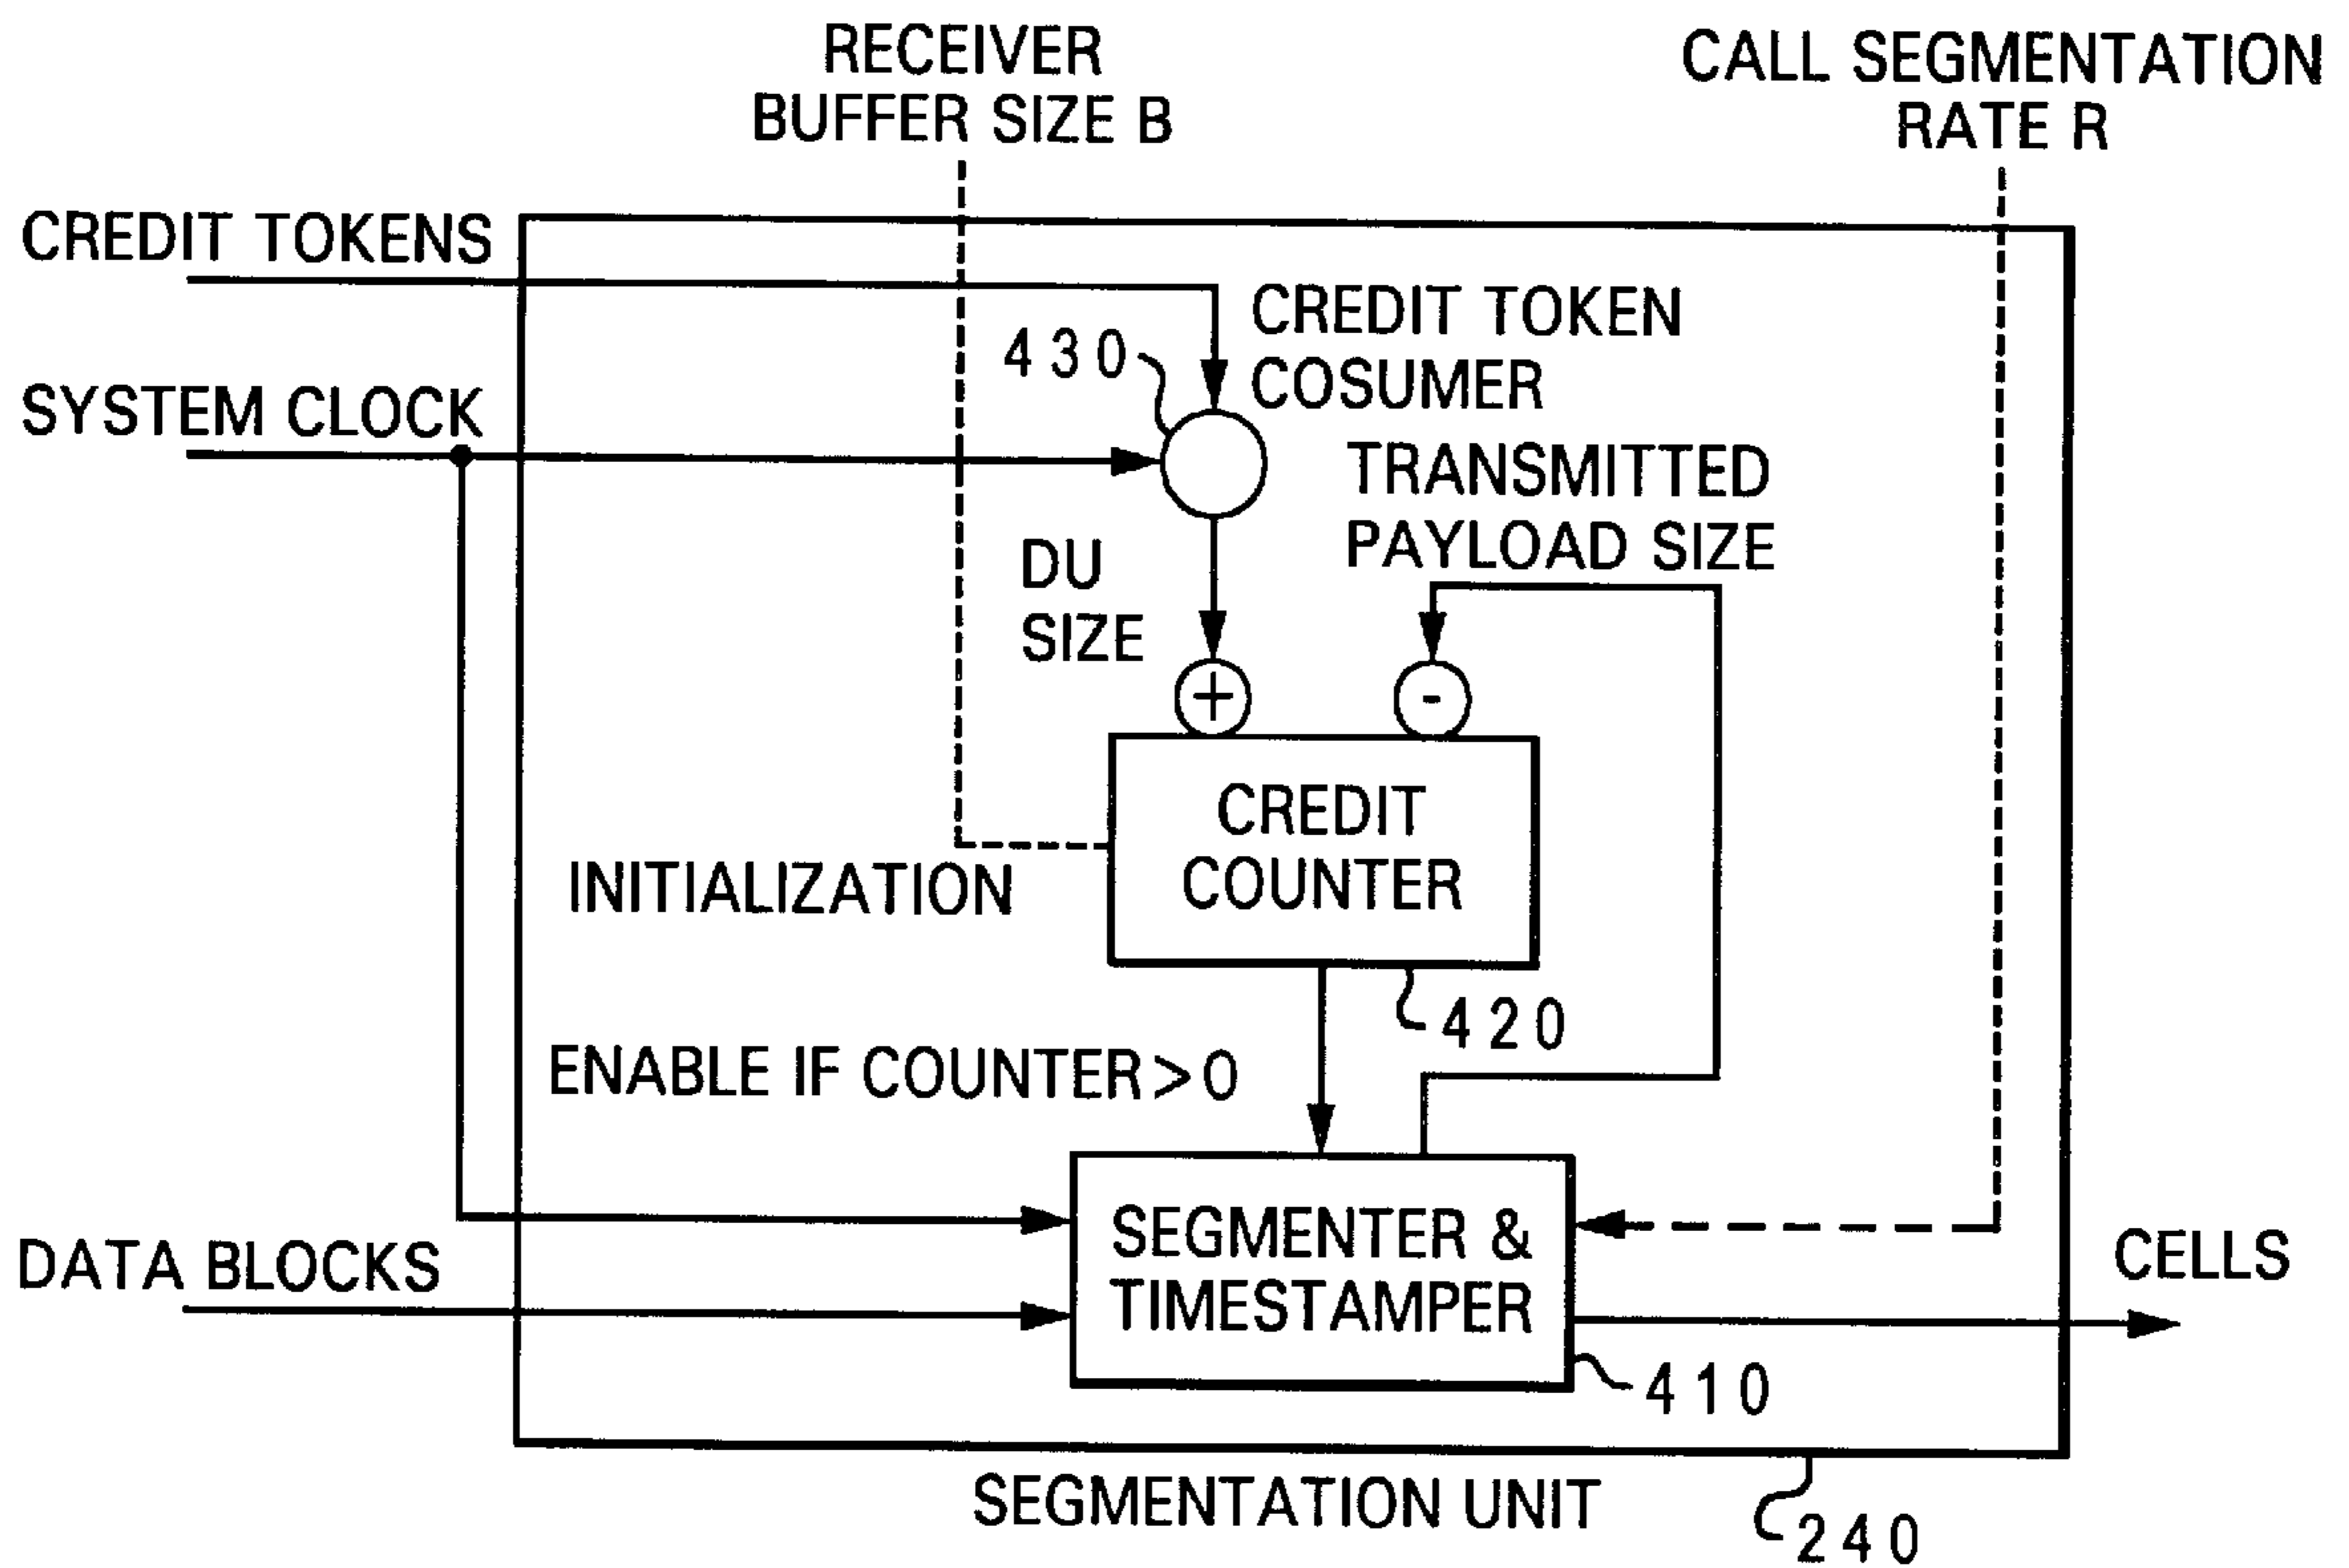 RECEIVER
BUFFER SIZE B
CALL SEGMENTATION
RATE R
CREDIT TOKENS
CREDIT TOKEN
COSUMER
430
SYSTEM CLOCK
TRANSMITTED
PAYLOAD SIZE
DU
SIZE
+
-
CREDIT
COUNTER
INITIALIZATION
420
ENABLE IF COUNTER>0
SEGMENTER &
TIMESTAMPER
DATA BLOCKS
CELLS
410
SEGMENTATION UNIT
240